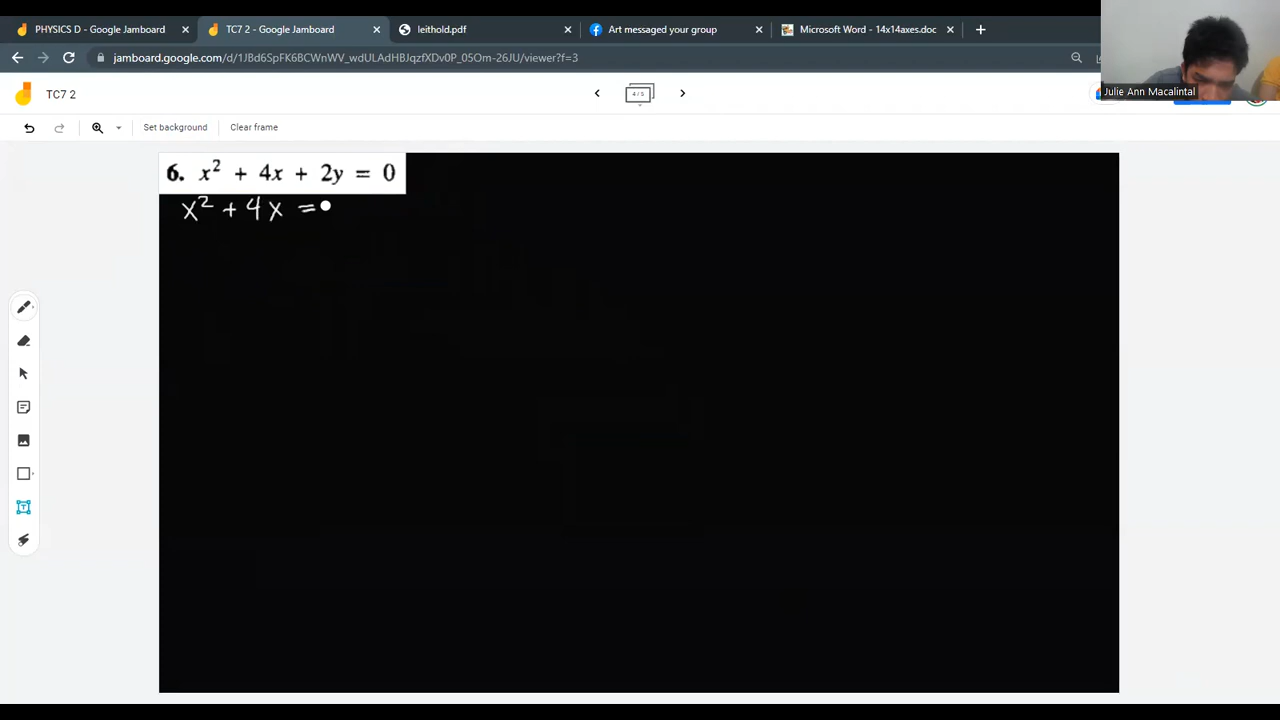 PHYSICS D - Google Jamboard
TC7 2 - Google Jamboard
leithold.pdf
Art messaged your group
Microsoft Word - 14x14axes.doc
jamboard.google.com/d/1JBd6SpFK6BCWnWV_wdULAdHBJqzfXDv0P_05Om-26JU/viewer?f=3
Julie Ann Macalintal
TC7 2
4 / 5
Set background
Clear frame
6. x² + 4x + 2y = 0
x² + 4x =